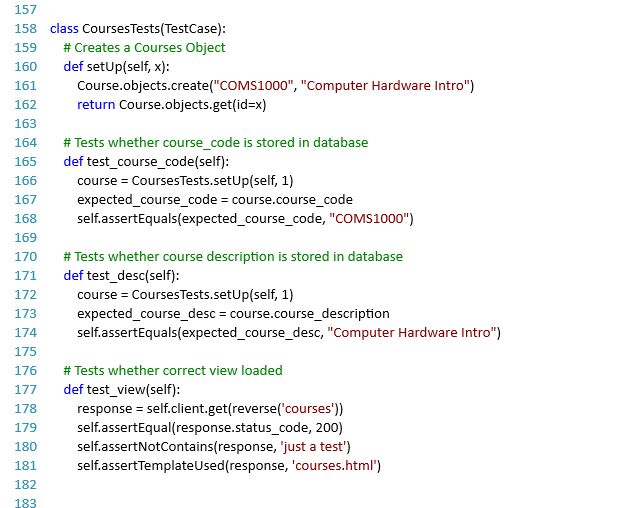 157
158 class CoursesTests(TestCase):
159 # Creates a Courses Object
160 def setUp(self, x):
161 Course.objects.create("COMS1000", "Computer Hardware Intro")
162 return Course.objects.get(id=x)
163
164 # Tests whether course_code is stored in database
165 def test_course_code(self):
166 course = CoursesTests.setUp(self, 1)
167 expected_course_code = course.course_code
168 self.assertEquals(expected_course_code, "COMS1000")
169
170 # Tests whether course description is stored in database
171 def test_desc(self):
172 course = CoursesTests.setUp(self, 1)
173 expected_course_desc = course.course_description
174 self.assertEquals(expected_course_desc, "Computer Hardware Intro")
175
176 # Tests whether correct view loaded
177 def test_view(self):
178 response = self.client.get(reverse('courses'))
179 self.assertEqual(response.status_code, 200)
180 self.assertNotContains(response, 'just a test')
181 self.assertTemplateUsed(response, 'courses.html')
182
183